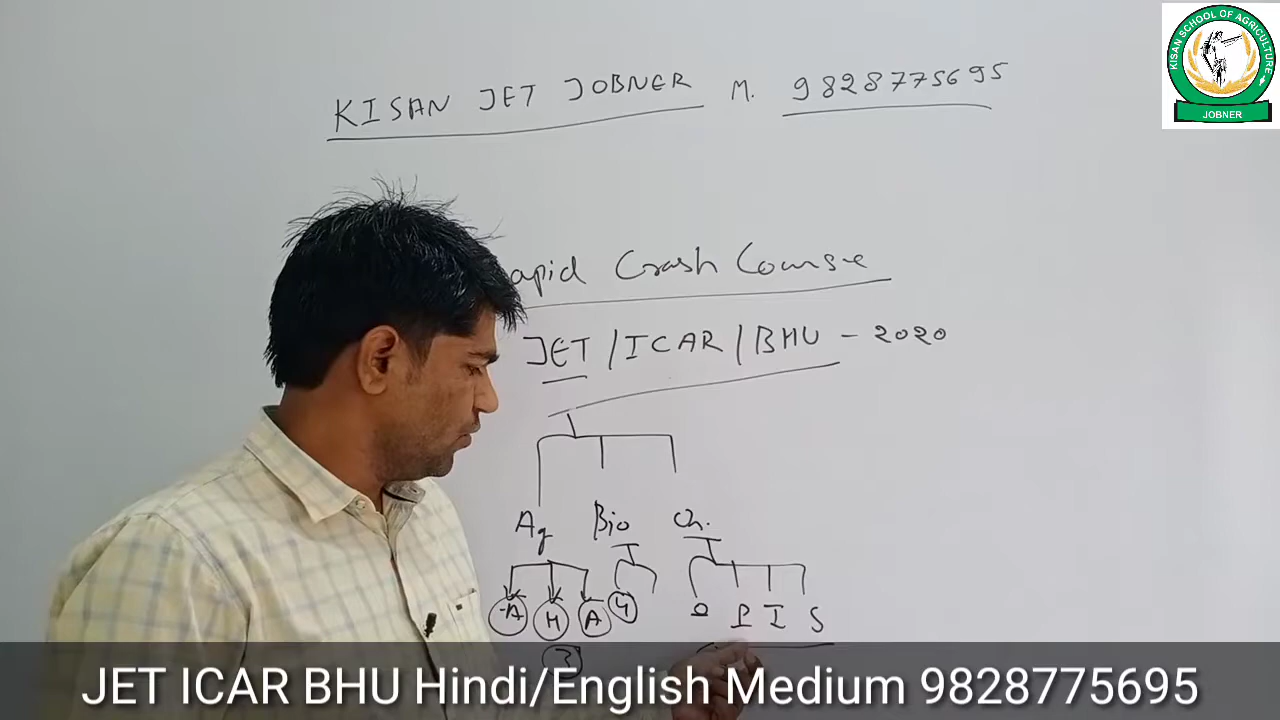 KISAN JET JOBNER M. 9828775695
KISAN SCHOOL OF AGRICULTURE
JOBNER
apid Crash Course
JET / ICAR / BHU - 2020
Ag Bio Ch.
A H A 4 O P I S
3
JET ICAR BHU Hindi/English Medium 9828775695